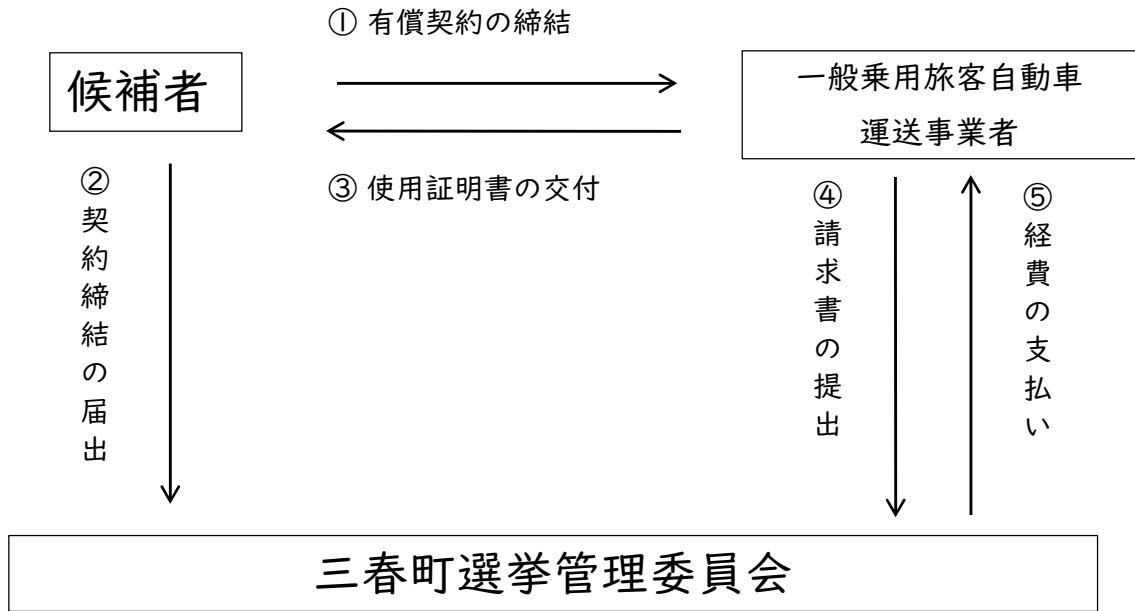 ① 有償契約の締結
候補者
一般乗用旅客自動車
運送事業者
③ 使用証明書の交付
②契約締結の届出
④請求書の提出
⑤経費の支払い
三春町選挙管理委員会